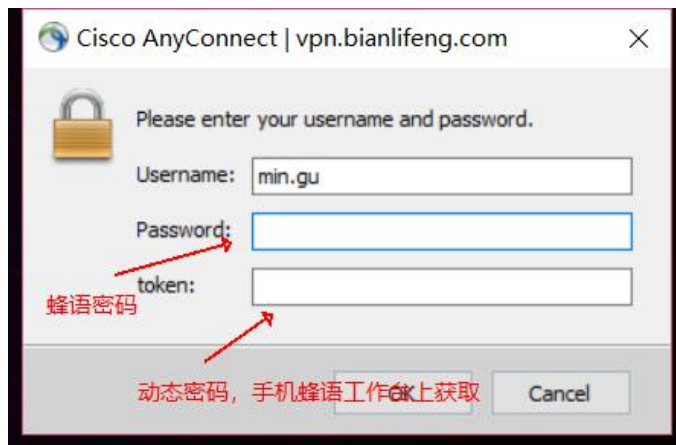 Cisco AnyConnect | vpn.bianlifeng.com
Please enter your username and password.
Username: min.gu
Password:
蜂语密码
token:
动态密码，手机蜂语工作台上获取
OK
Cancel